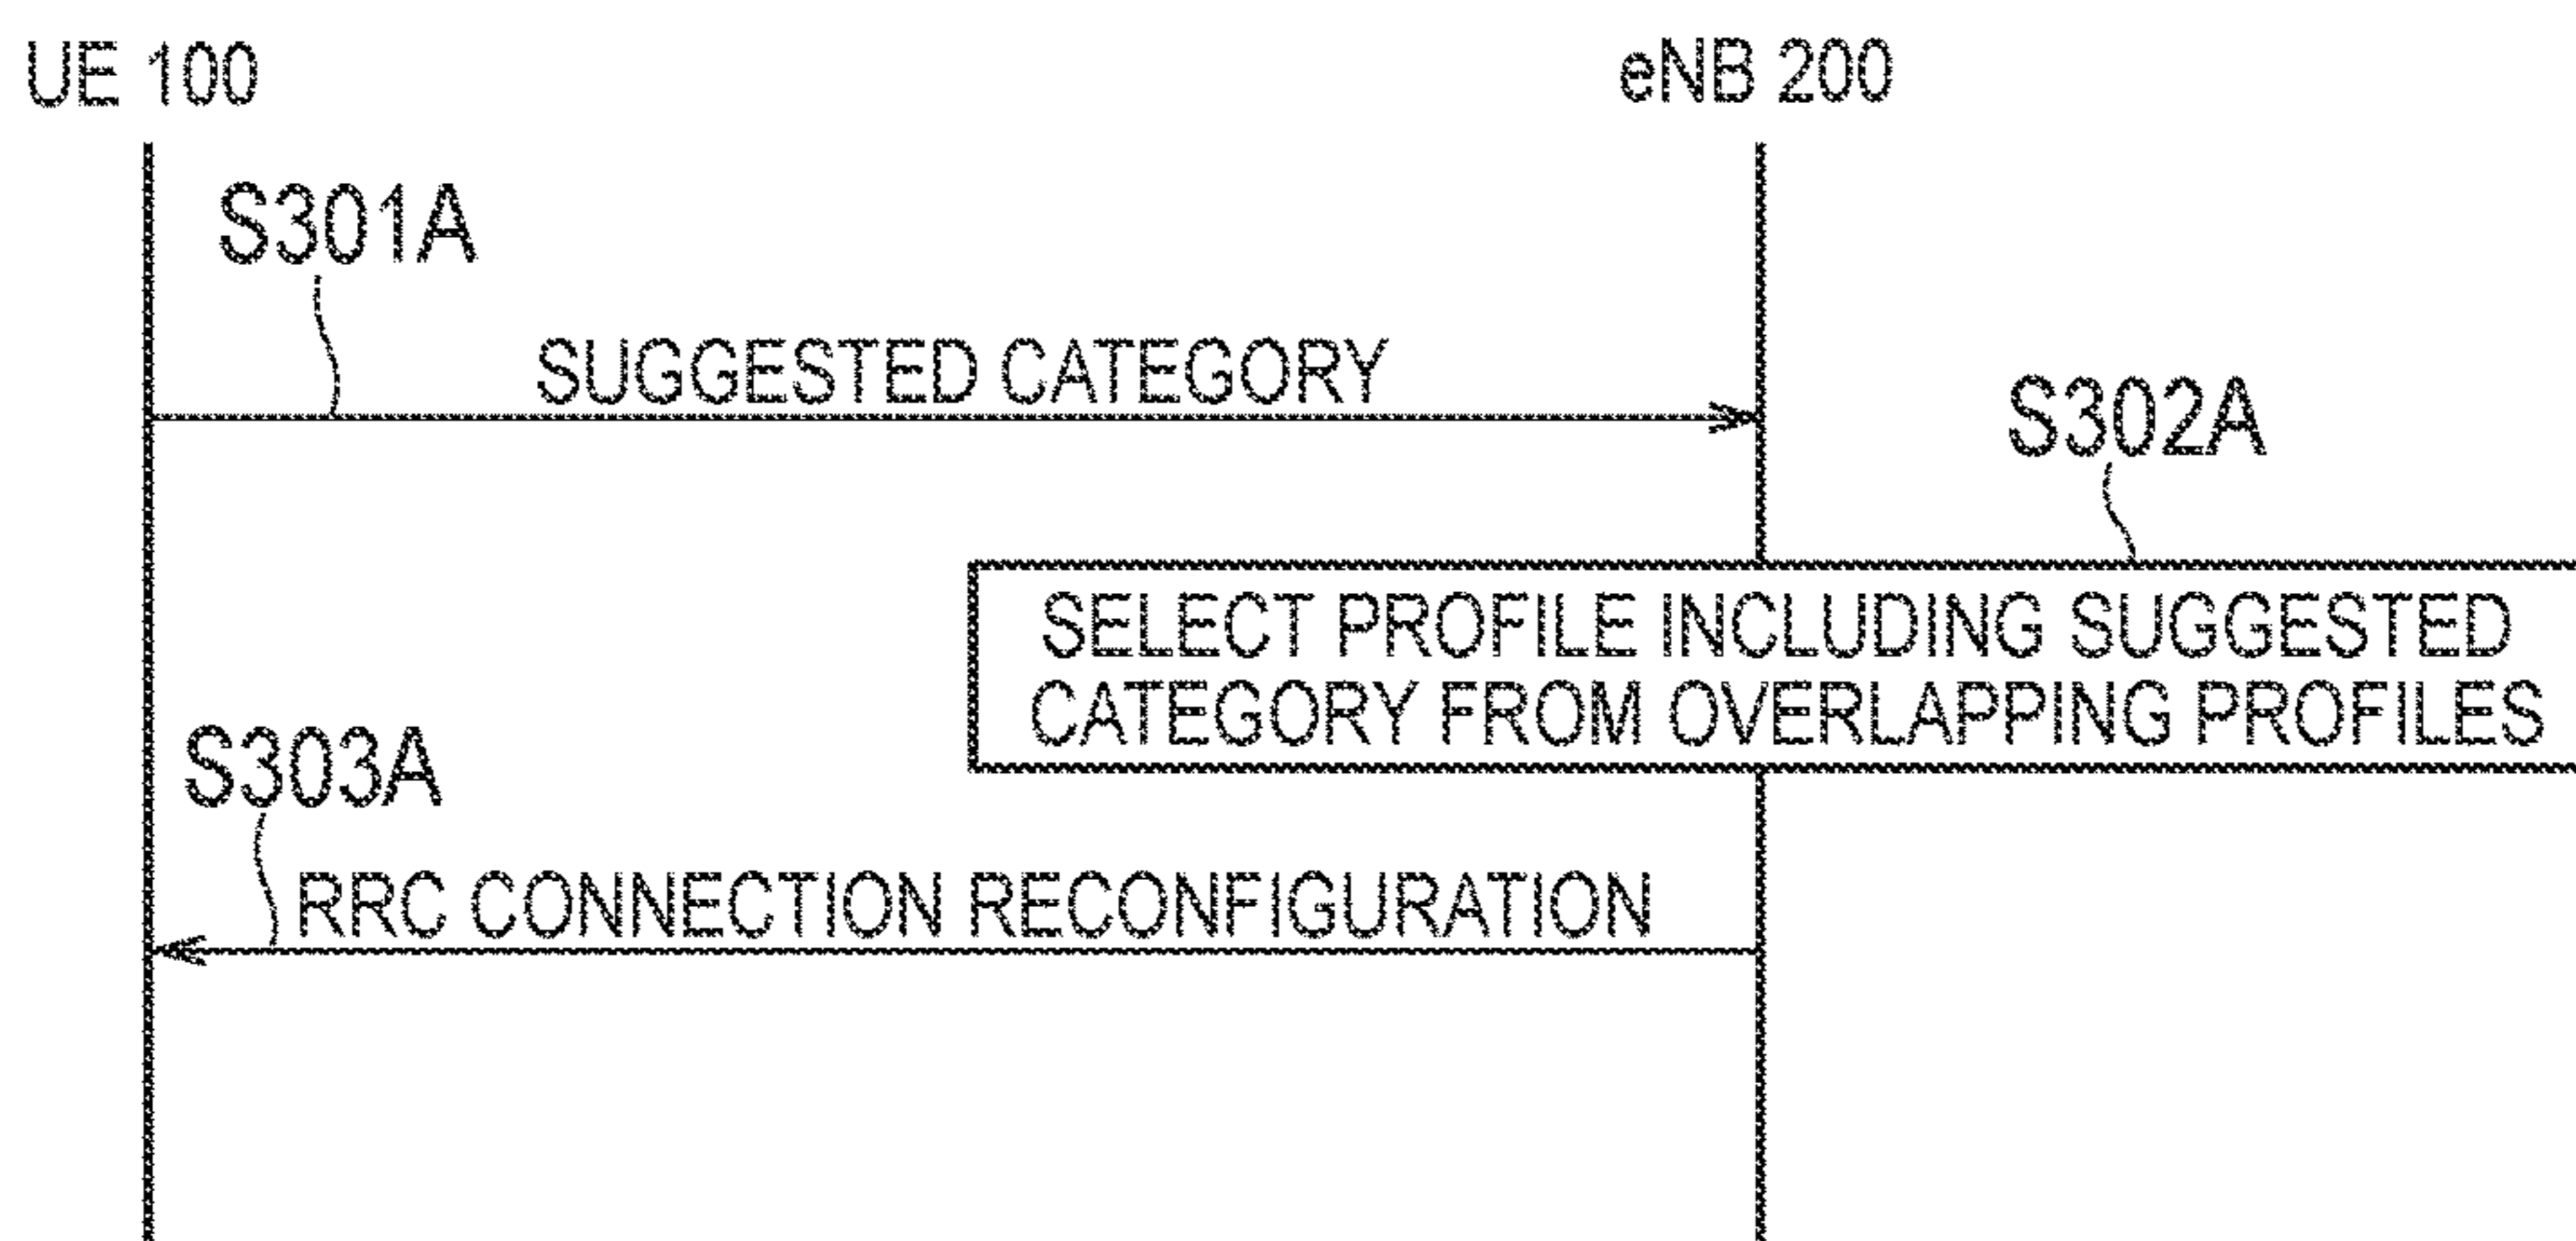 UE 100
eNB 200
S301A
SUGGESTED CATEGORY
S302A
SELECT PROFILE INCLUDING SUGGESTED
CATEGORY FROM OVERLAPPING PROFILES
S303A
RRC CONNECTION RECONFIGURATION